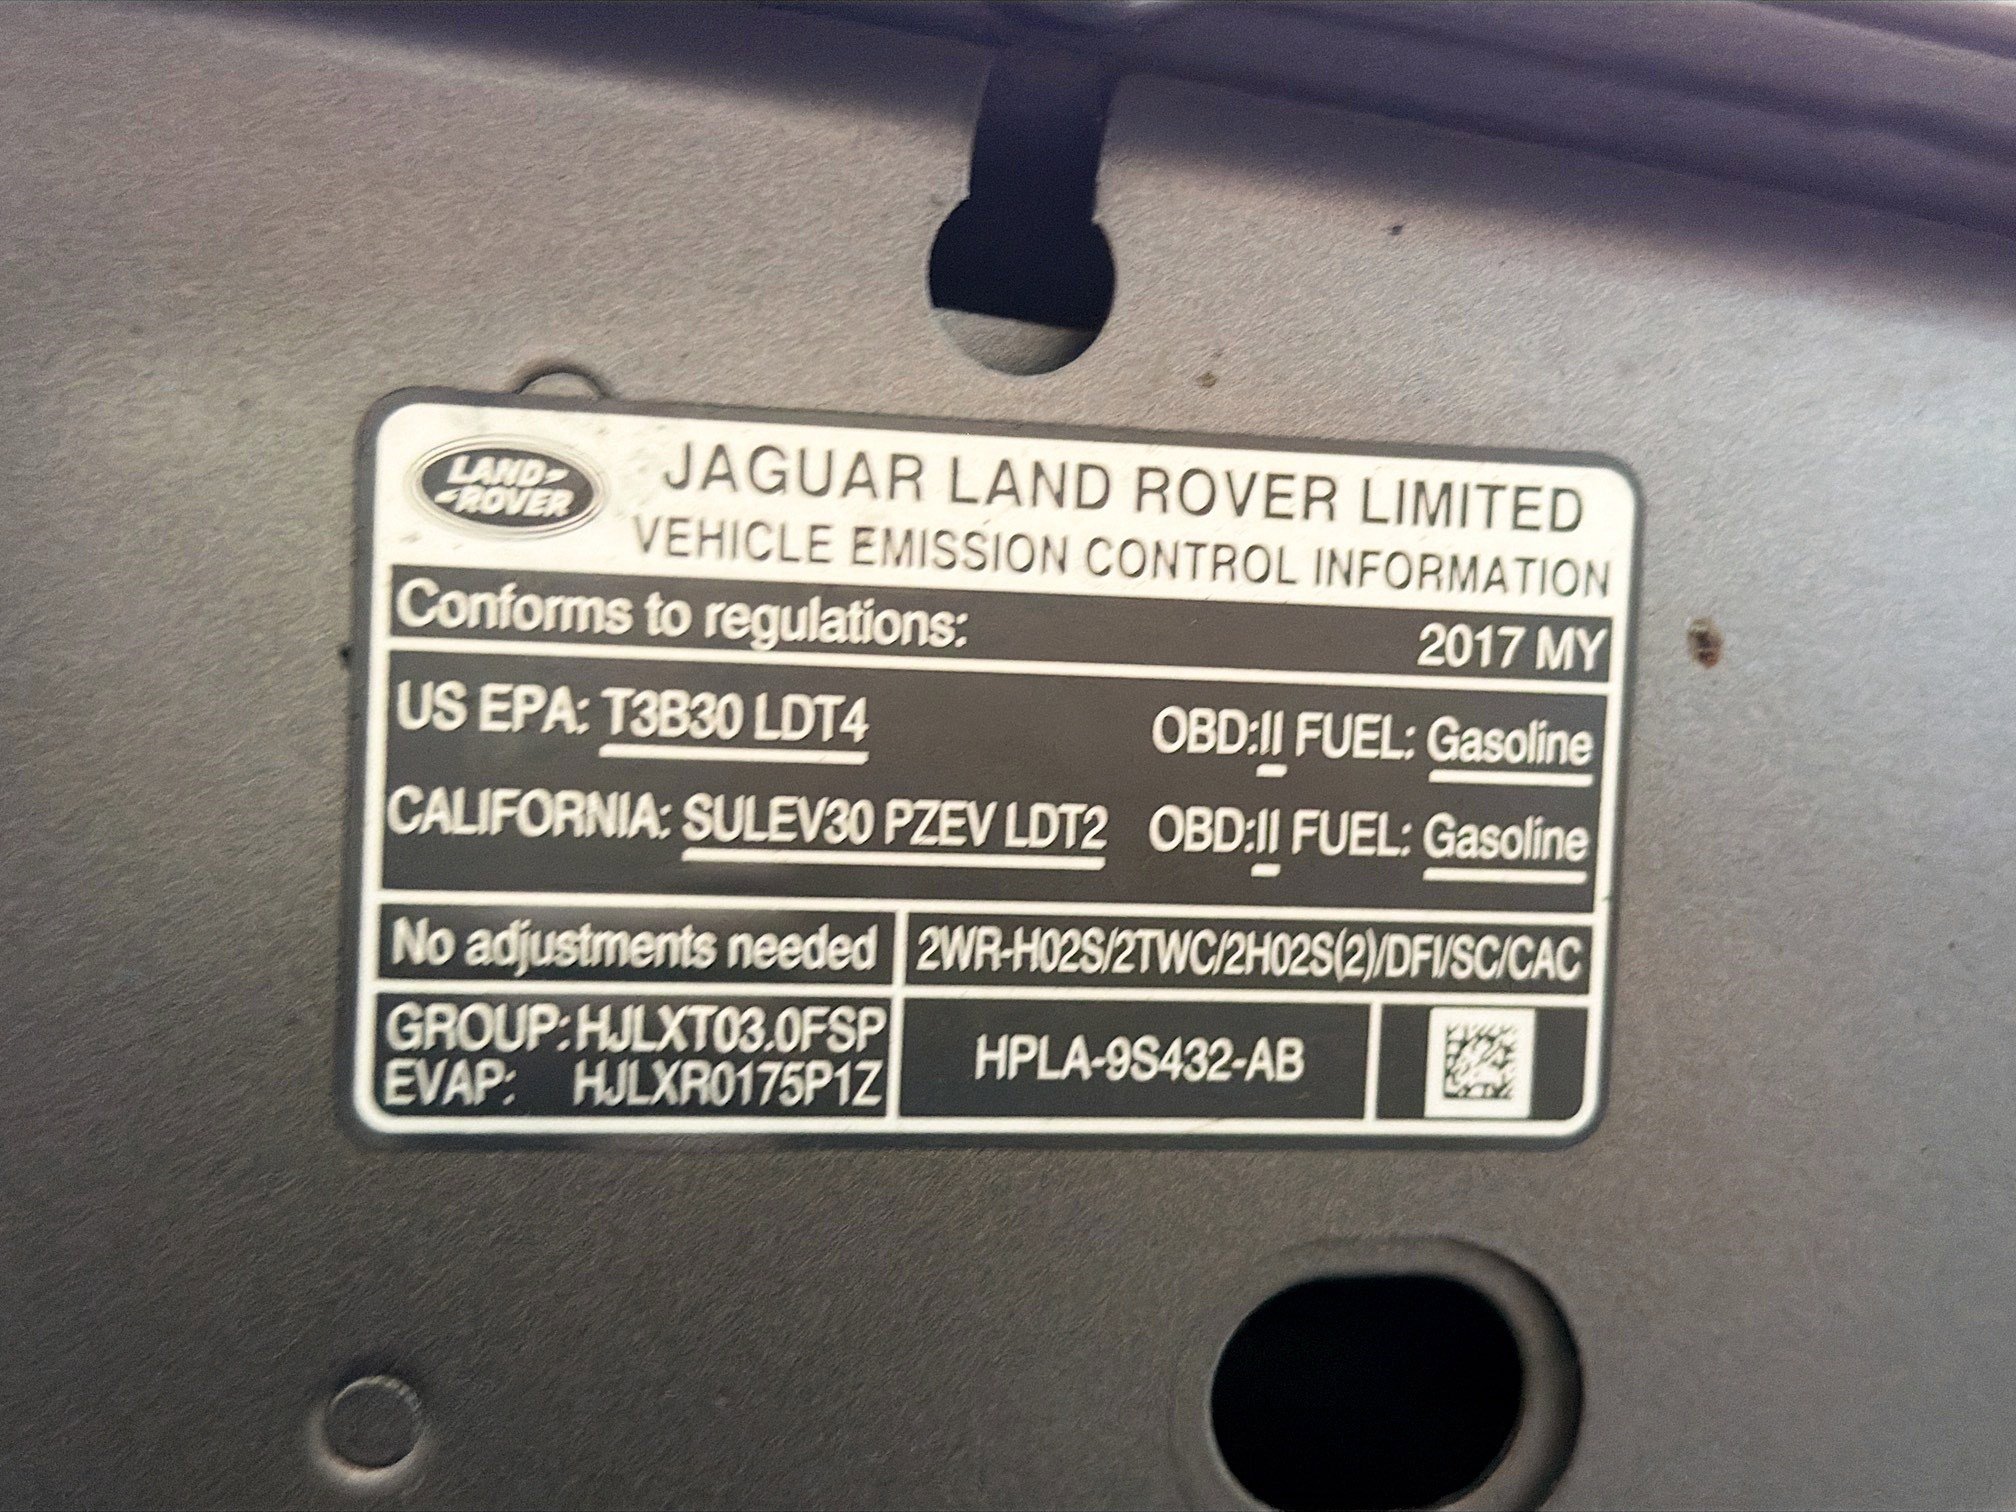 LAND
ROVER
JAGUAR LAND ROVER LIMITED
VEHICLE EMISSION CONTROL INFORMATION
Conforms to regulations: 2017 MY
US EPA: T3B30 LDT4 OBD:II FUEL: Gasoline
CALIFORNIA: SULEV30 PZEV LDT2 OBD:II FUEL: Gasoline
No adjustments needed 2WR-HO2S/2TWC/2HO2S(2)/DFI/SC/CAC
GROUP: HJLXT03.0FSP
EVAP: HJLXR0175P1Z
HPLA-9S432-AB